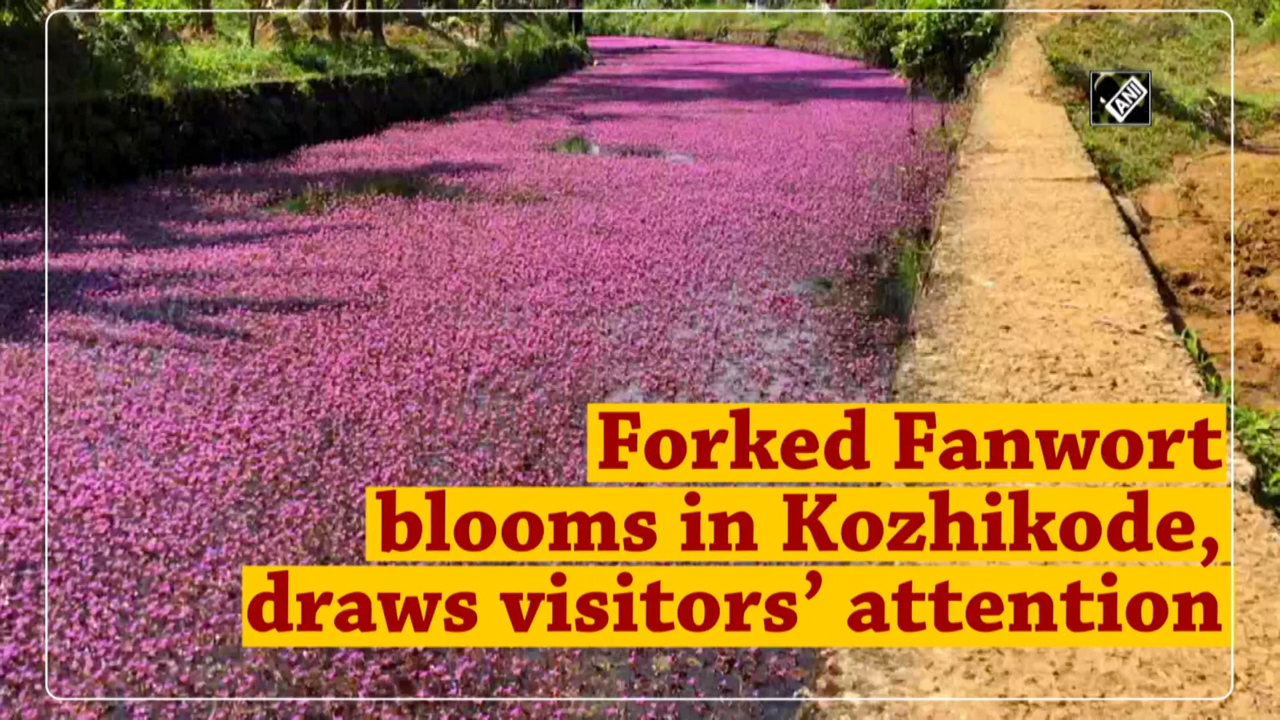 ANI
Forked Fanwort
blooms in Kozhikode,
draws visitors’ attention